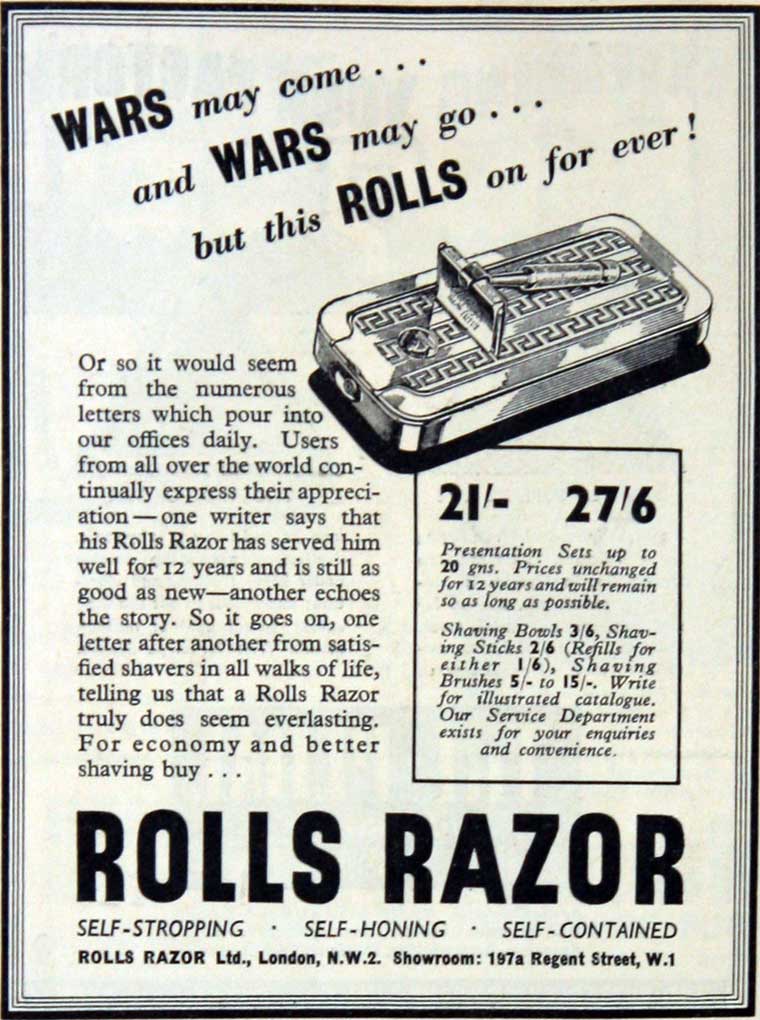 WARS may come . . .
and WARS may go . . .
but this ROLLS on for ever !
Or so it would seem
from the numerous
letters which pour into
our offices daily. Users
from all over the world con-
tinually express their appreci-
ation — one writer says that
his Rolls Razor has served him
well for 12 years and is still as
good as new—another echoes
the story. So it goes on, one
letter after another from satis-
fied shavers in all walks of life,
telling us that a Rolls Razor
truly does seem everlasting.
For economy and better
shaving buy . . .
21/- 27/6
Presentation Sets up to
20 gns. Prices unchanged
for 12 years and will remain
so as long as possible.
Shaving Bowls 3/6, Shav-
ing Sticks 2/6 (Refills for
either 1/6), Shaving
Brushes 5/- to 15/-. Write
for illustrated catalogue.
Our Service Department
exists for your enquiries
and convenience.
ROLLS RAZOR
SELF-STROPPING · SELF-HONING · SELF-CONTAINED
ROLLS RAZOR Ltd., London, N.W.2. Showroom: 197a Regent Street, W.1